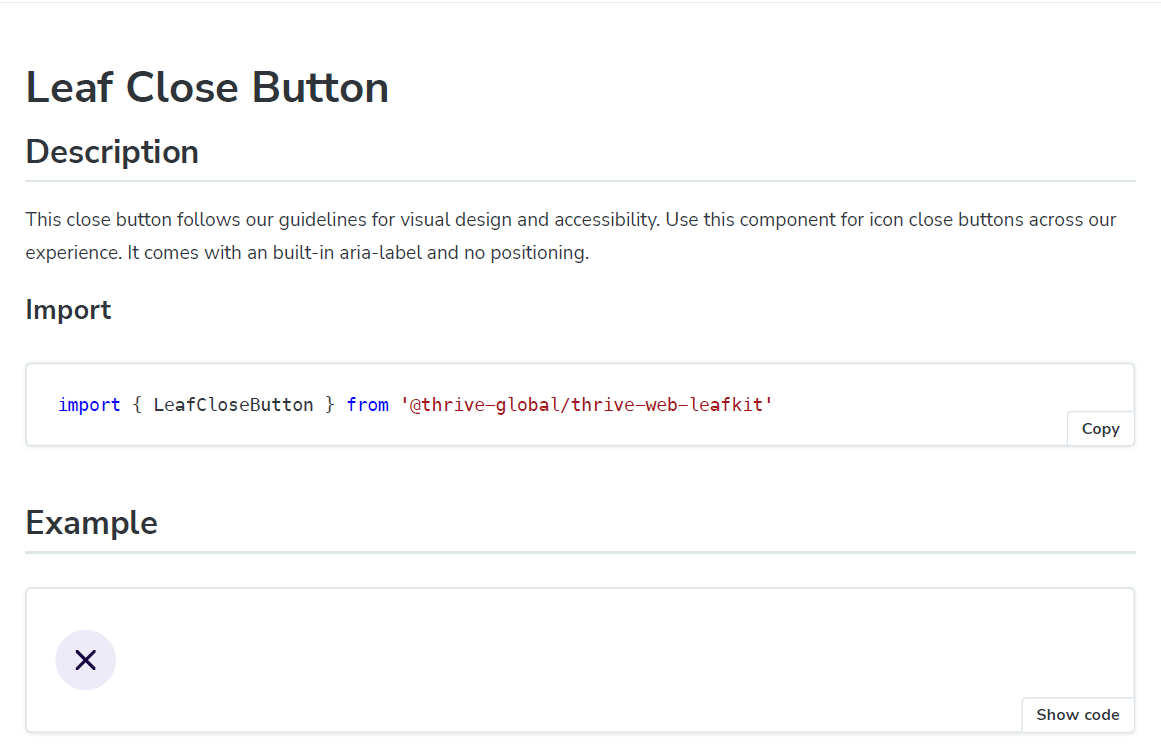 Leaf Close Button
Description
This close button follows our guidelines for visual design and accessibility. Use this component for icon close buttons across our
experience. It comes with an built-in aria-label and no positioning.
Import
import { LeafCloseButton } from '@thrive-global/thrive-web-leafkit'
Copy
Example
Show code